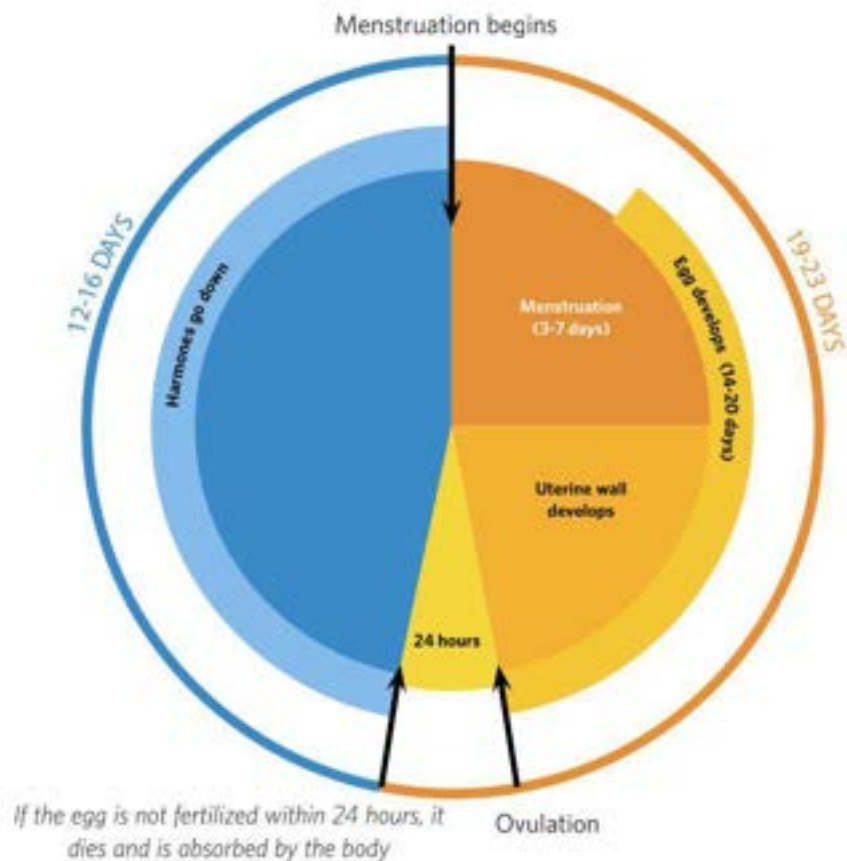 Menstruation begins
12-16 DAYS
Harmones go down
Menstruation
(3-7 days)
Egg develops (14-20 days)
19-23 DAYS
Uterine wall
develops
24 hours
If the egg is not fertilized within 24 hours, it
dies and is absorbed by the body
Ovulation